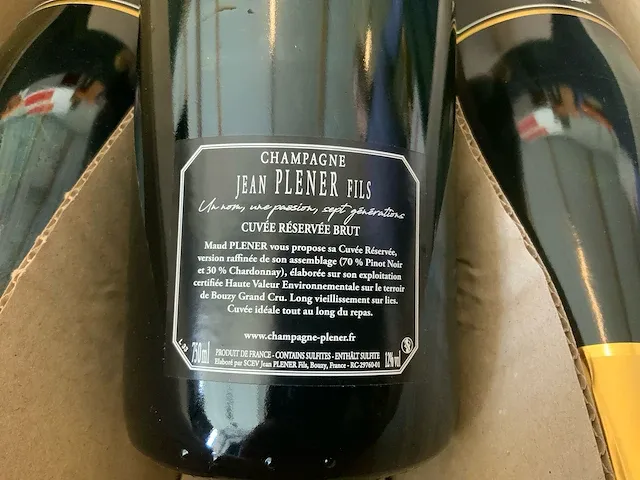 CHAMPAGNE
JEAN PLENER FILS
Un nom, une passion, sept générations
CUVÉE RÉSERVÉE BRUT
Maud PLENER vous propose sa Cuvée Réservée,
version raffinée de son assemblage (70 % Pinot Noir
et 30 % Chardonnay), élaborée sur son exploitation
certifiée Haute Valeur Environnementale sur le terroir
de Bouzy Grand Cru. Long vieillissement sur lies.
Cuvée idéale tout au long du repas.
www.champagne-plener.fr
750ml PRODUIT DE FRANCE - CONTAINS SULFITES - ENTHÄLT SULFITE 12%vol
Elaboré par SCEV Jean PLENER Fils, Bouzy, France - RC-29760-01